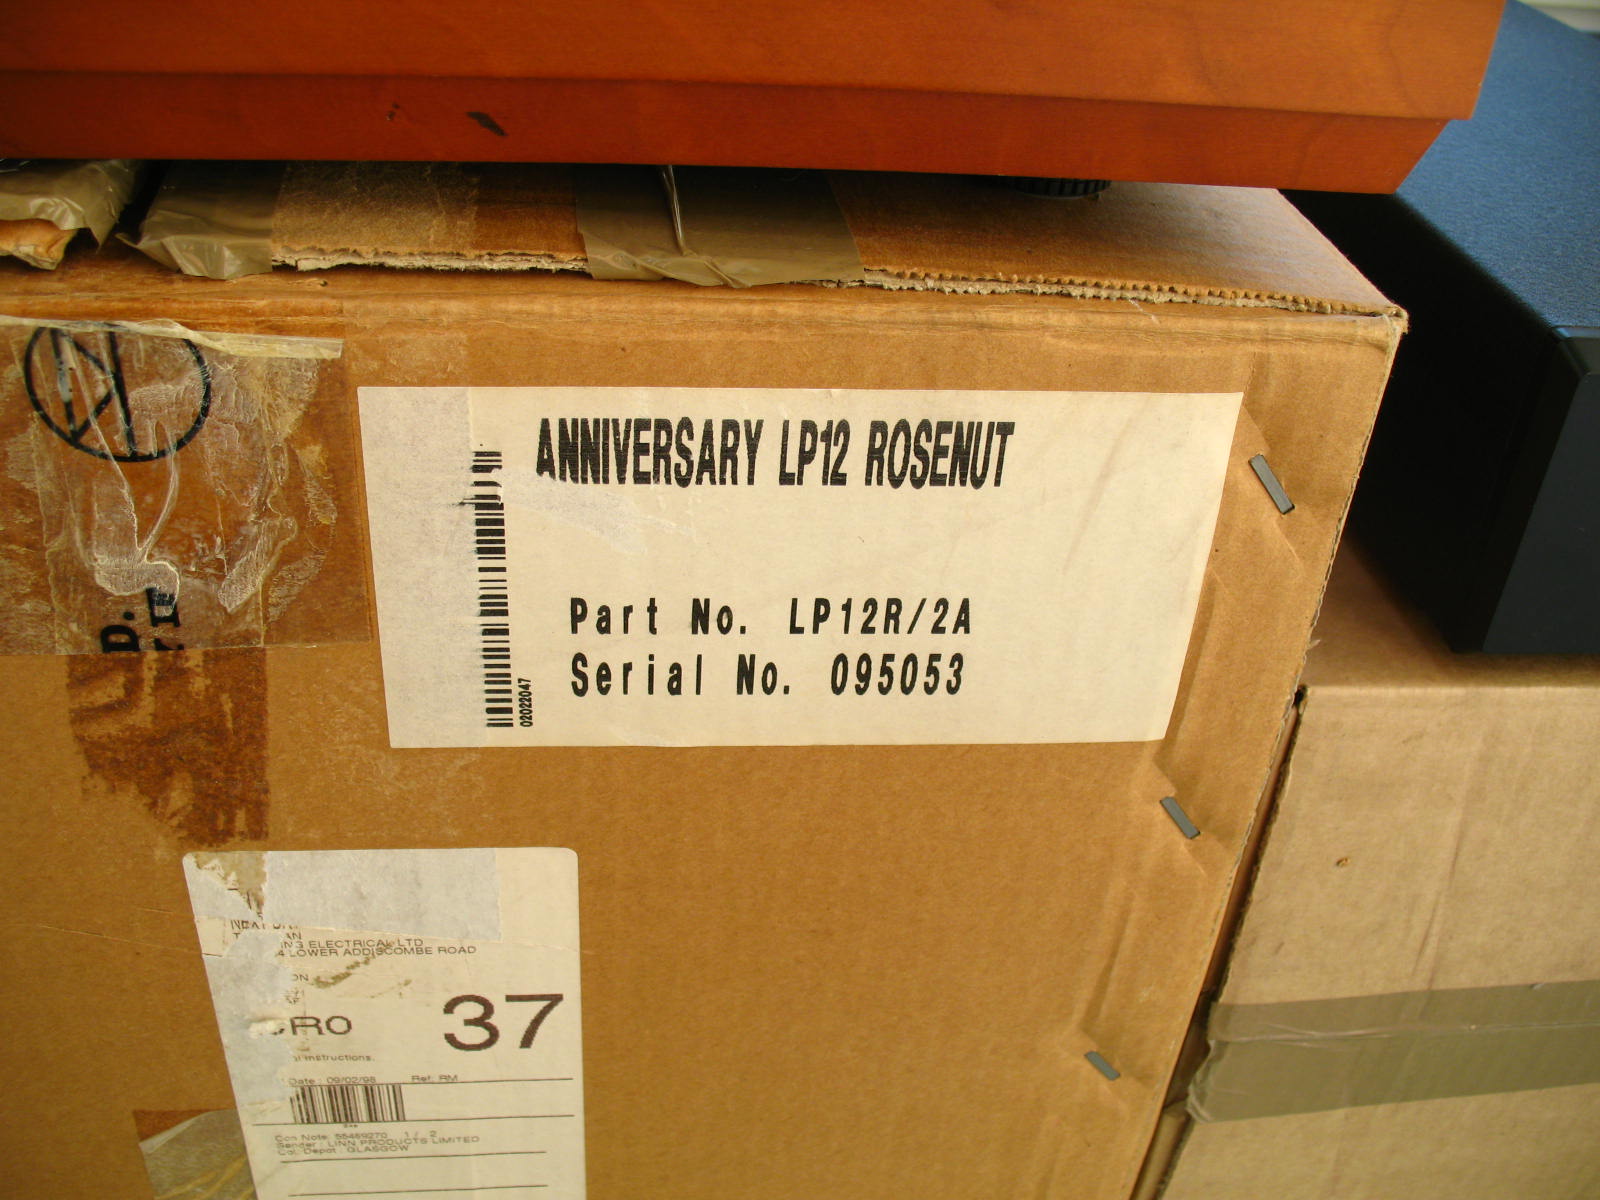 ANNIVERSARY LP12 ROSENUT
Part No. LP12R/2A
Serial No. 095053
02022047
D.
ELECTRICAL LTD
LOWER ADDISCOMBE ROAD
CRO 37
instructions.
Date : 09/02/98 Ref: RM
Con Note: 55469270 1 / 2
Sender : LINN PRODUCTS LIMITED
Col. Depot : GLASGOW